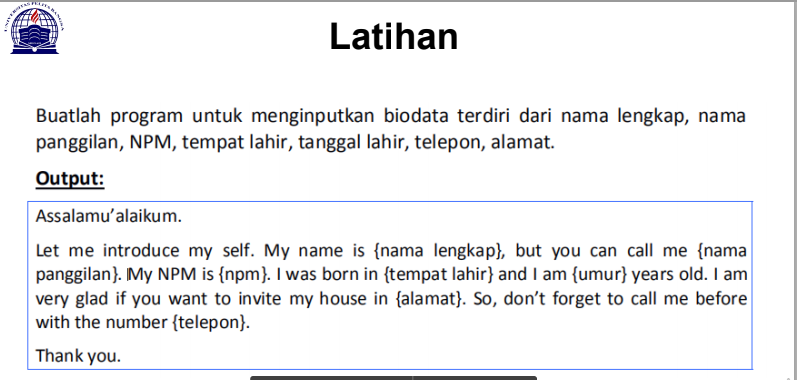 UNIVERSITAS PELITA BANGSA
Latihan
Buatlah program untuk menginputkan biodata terdiri dari nama lengkap, nama
panggilan, NPM, tempat lahir, tanggal lahir, telepon, alamat.
Output:
Assalamu’alaikum.
Let me introduce my self. My name is {nama lengkap}, but you can call me {nama
panggilan}. My NPM is {npm}. I was born in {tempat lahir} and I am {umur} years old. I am
very glad if you want to invite my house in {alamat}. So, don’t forget to call me before
with the number {telepon}.
Thank you.